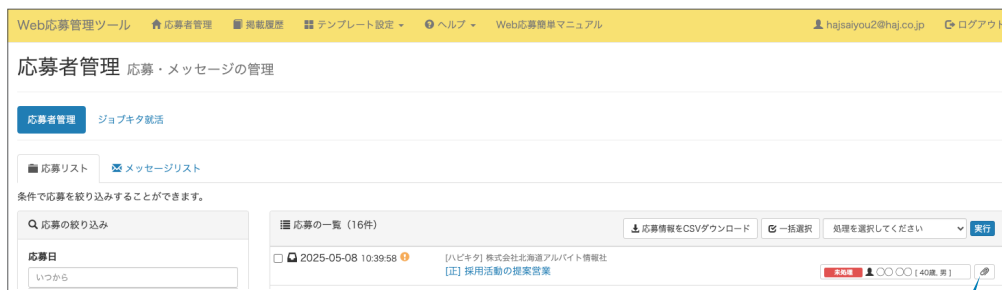 Web応募管理ツール 応募者管理 掲載履歴 テンプレート設定 ヘルプ Web応募簡単マニュアル hajsaiyou2@haj.co.jp ログアウト
応募者管理 応募・メッセージの管理
応募者管理 ジョブキタ就活
応募リスト メッセージリスト
条件で応募を絞り込みすることができます。
応募の絞り込み
応募の一覧(16件) 応募情報をCSVダウンロード 一括選択 処理を選択してください 実行
応募日
いつから
2025-05-08 10:39:58 [ハピキタ] 株式会社北海道アルバイト情報社
[正] 採用活動の提案営業
未処理 〇〇 〇〇 [ 40歳, 男 ]